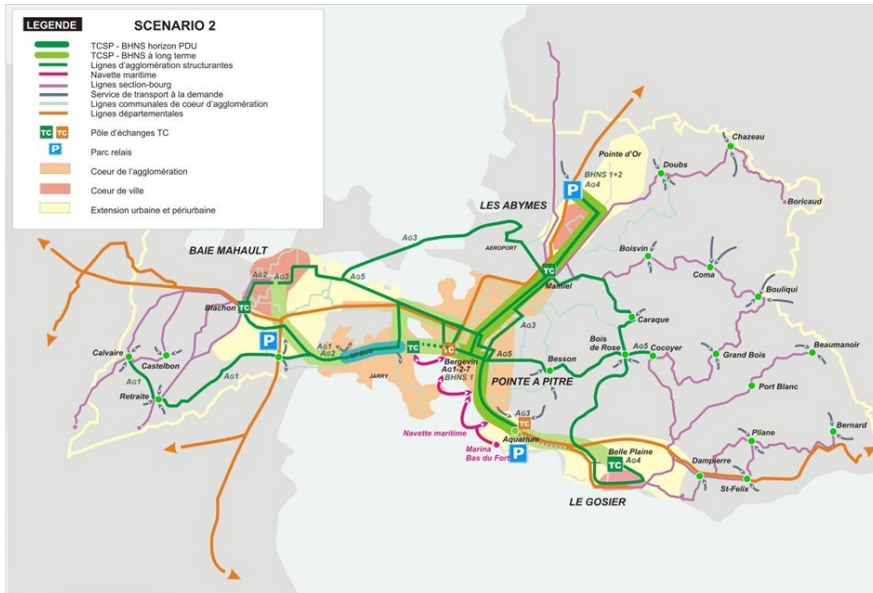 LEGENDE
SCENARIO 2
TCSP - BHNS horizon PDU
TCSP - BHNS à long terme
Lignes d'agglomération structurantes
Navette maritime
Lignes section-bourg
Service de transport à la demande
Lignes communales de coeur d'agglomération
Lignes départementales
TC TC Pôle d'échanges TC
P Parc relais
Coeur de l'agglomération
Coeur de ville
Extension urbaine et périurbaine
Chazeau
Pointe d'Or
Doubs
BHNS 1+2
AG4
P
Boricaud
LES ABYMES
AG3
AEROPORT
BAIE MAHAULT
Boisvin
Coma
AG2
AG3
AG5
TC
Mamiel
Bouliqui
Blachon
TC
Caraque
AG3
P
AG1
AG2
TC
TC
Bergevin
AG1-2-7
BHNS 1
AG5
Bois
de Rose
AG5
Cocoyer
Grand Bois
Beaumanoir
Calvaire
Castelbon
JARRY
Besson
POINTE A PITRE
AG1
AG1
Retraite
Port Blanc
AG3
TC
Navette maritime
Aquarium
Marina
Bas du Fort
P
Belle Plaine
TC
AG4
Pliane
Bernard
Dampierre
St-Felix
LE GOSIER